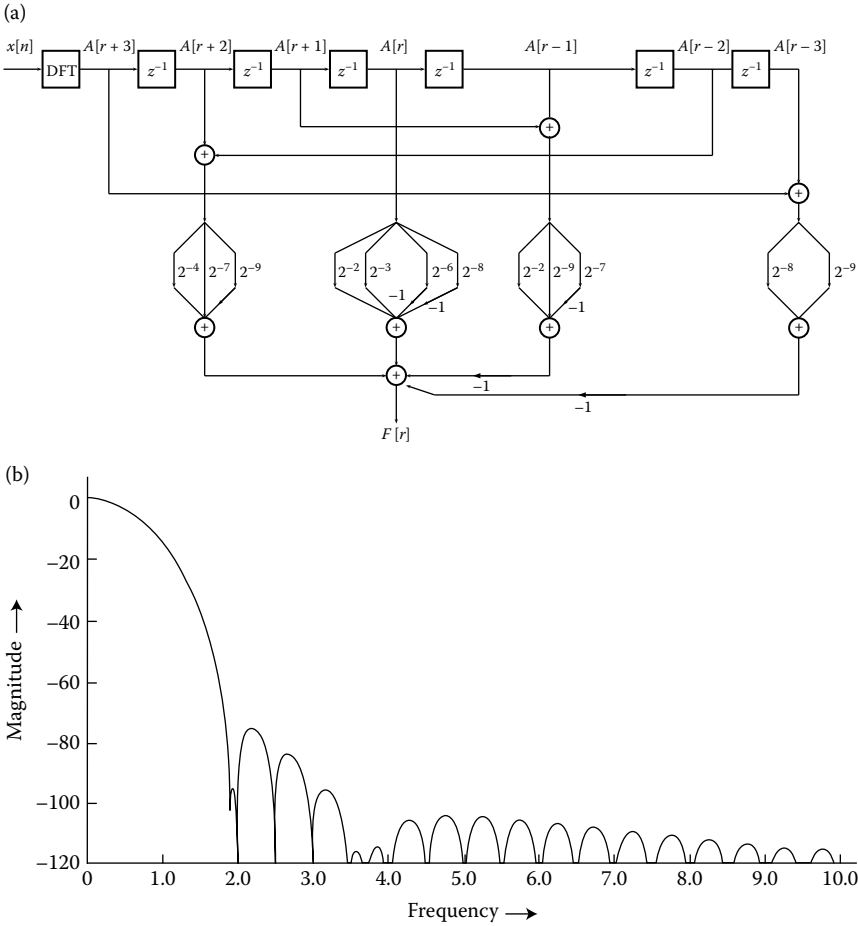 (a)
x[n] A[r + 3] A[r + 2] A[r + 1] A[r] A[r − 1] A[r − 2] A[r − 3]
DFT z⁻¹ z⁻¹ z⁻¹ z⁻¹ z⁻¹ z⁻¹
+
+
+
2⁻⁴ 2⁻⁷ 2⁻⁹ 2⁻² 2⁻³ 2⁻⁶ 2⁻⁸ 2⁻² 2⁻⁹ 2⁻⁷ 2⁻⁸ 2⁻⁹
−1 −1 −1
+ + + +
+
−1
−1
F [r]
(b)
0
−20
−40
−60
−80
−100
−120
Magnitude
0 1.0 2.0 3.0 4.0 5.0 6.0 7.0 8.0 9.0 10.0
Frequency